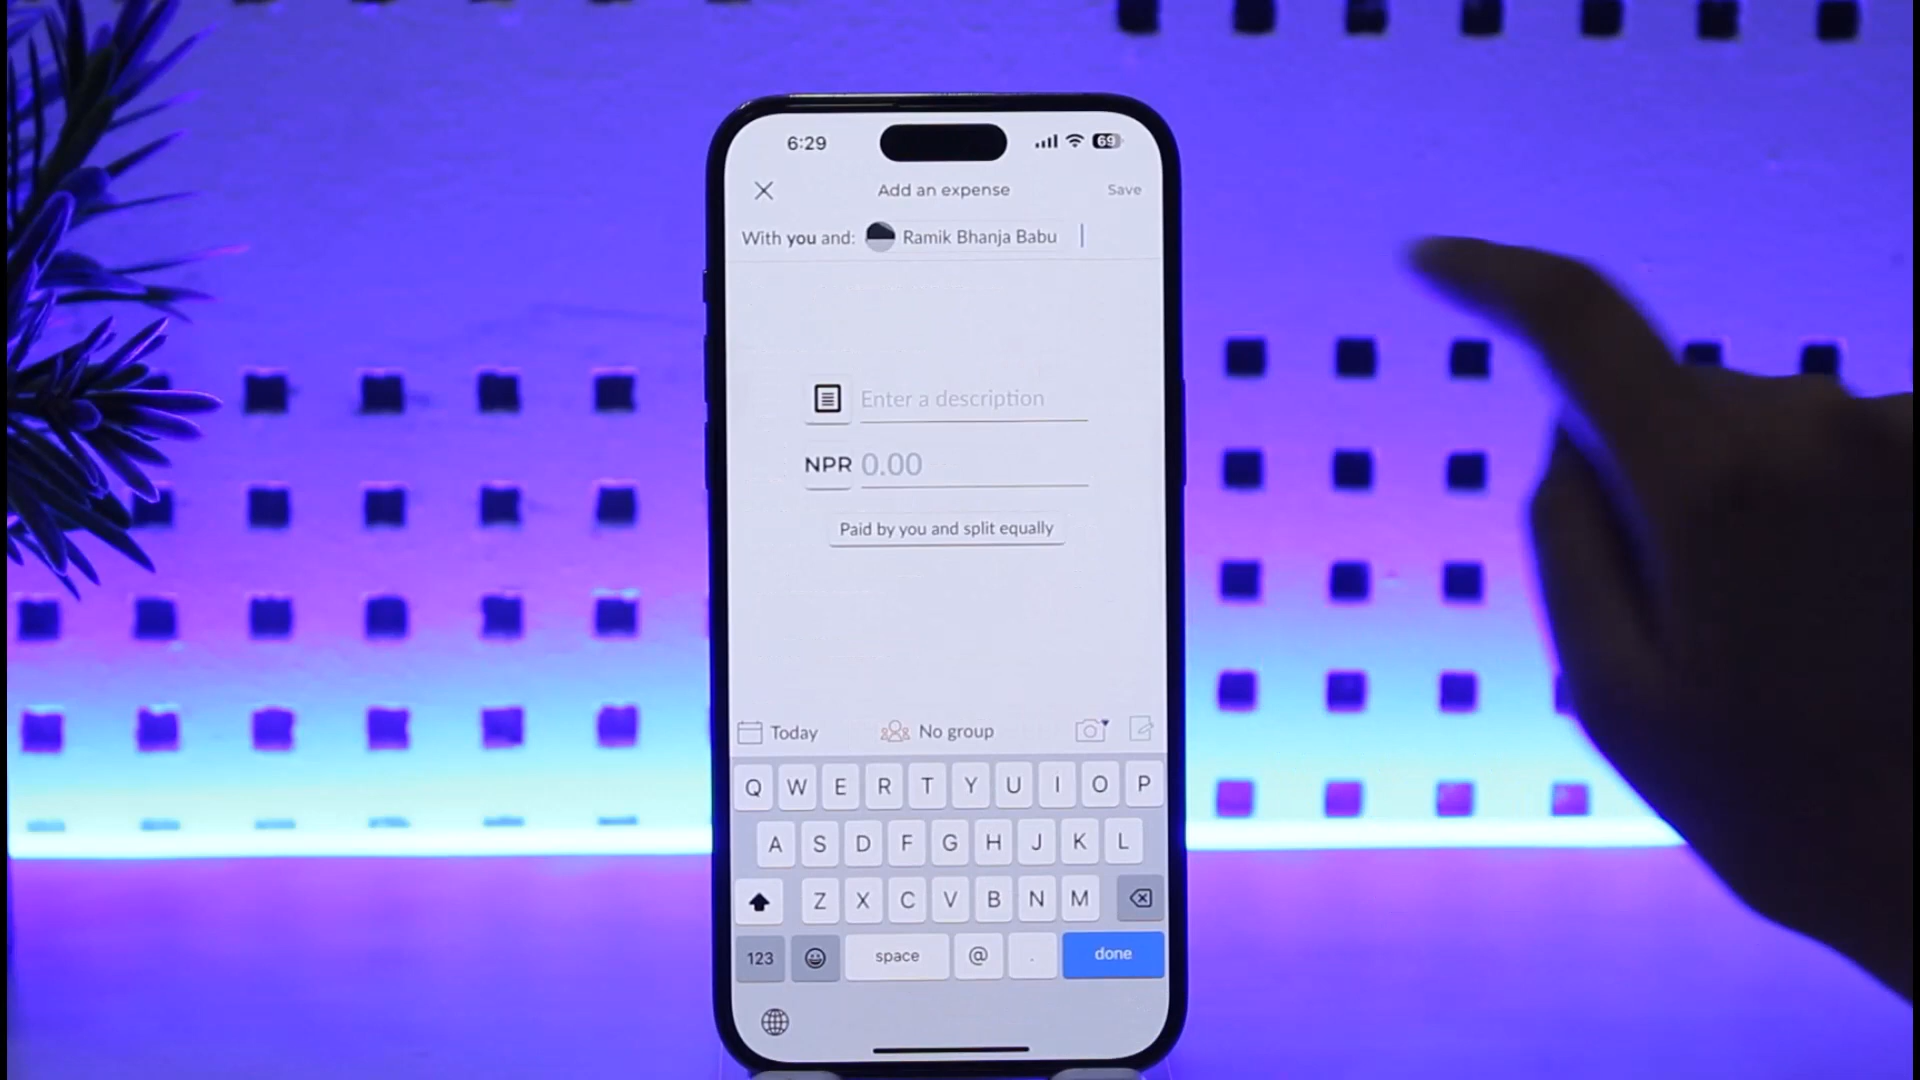 6:29
69
Add an expense
Save
With you and: Ramik Bhanja Babu
Enter a description
NPR 0.00
Paid by you and split equally
Today
No group
Q W E R T Y U I O P
A S D F G H J K L
Z X C V B N M
123 space @ . done